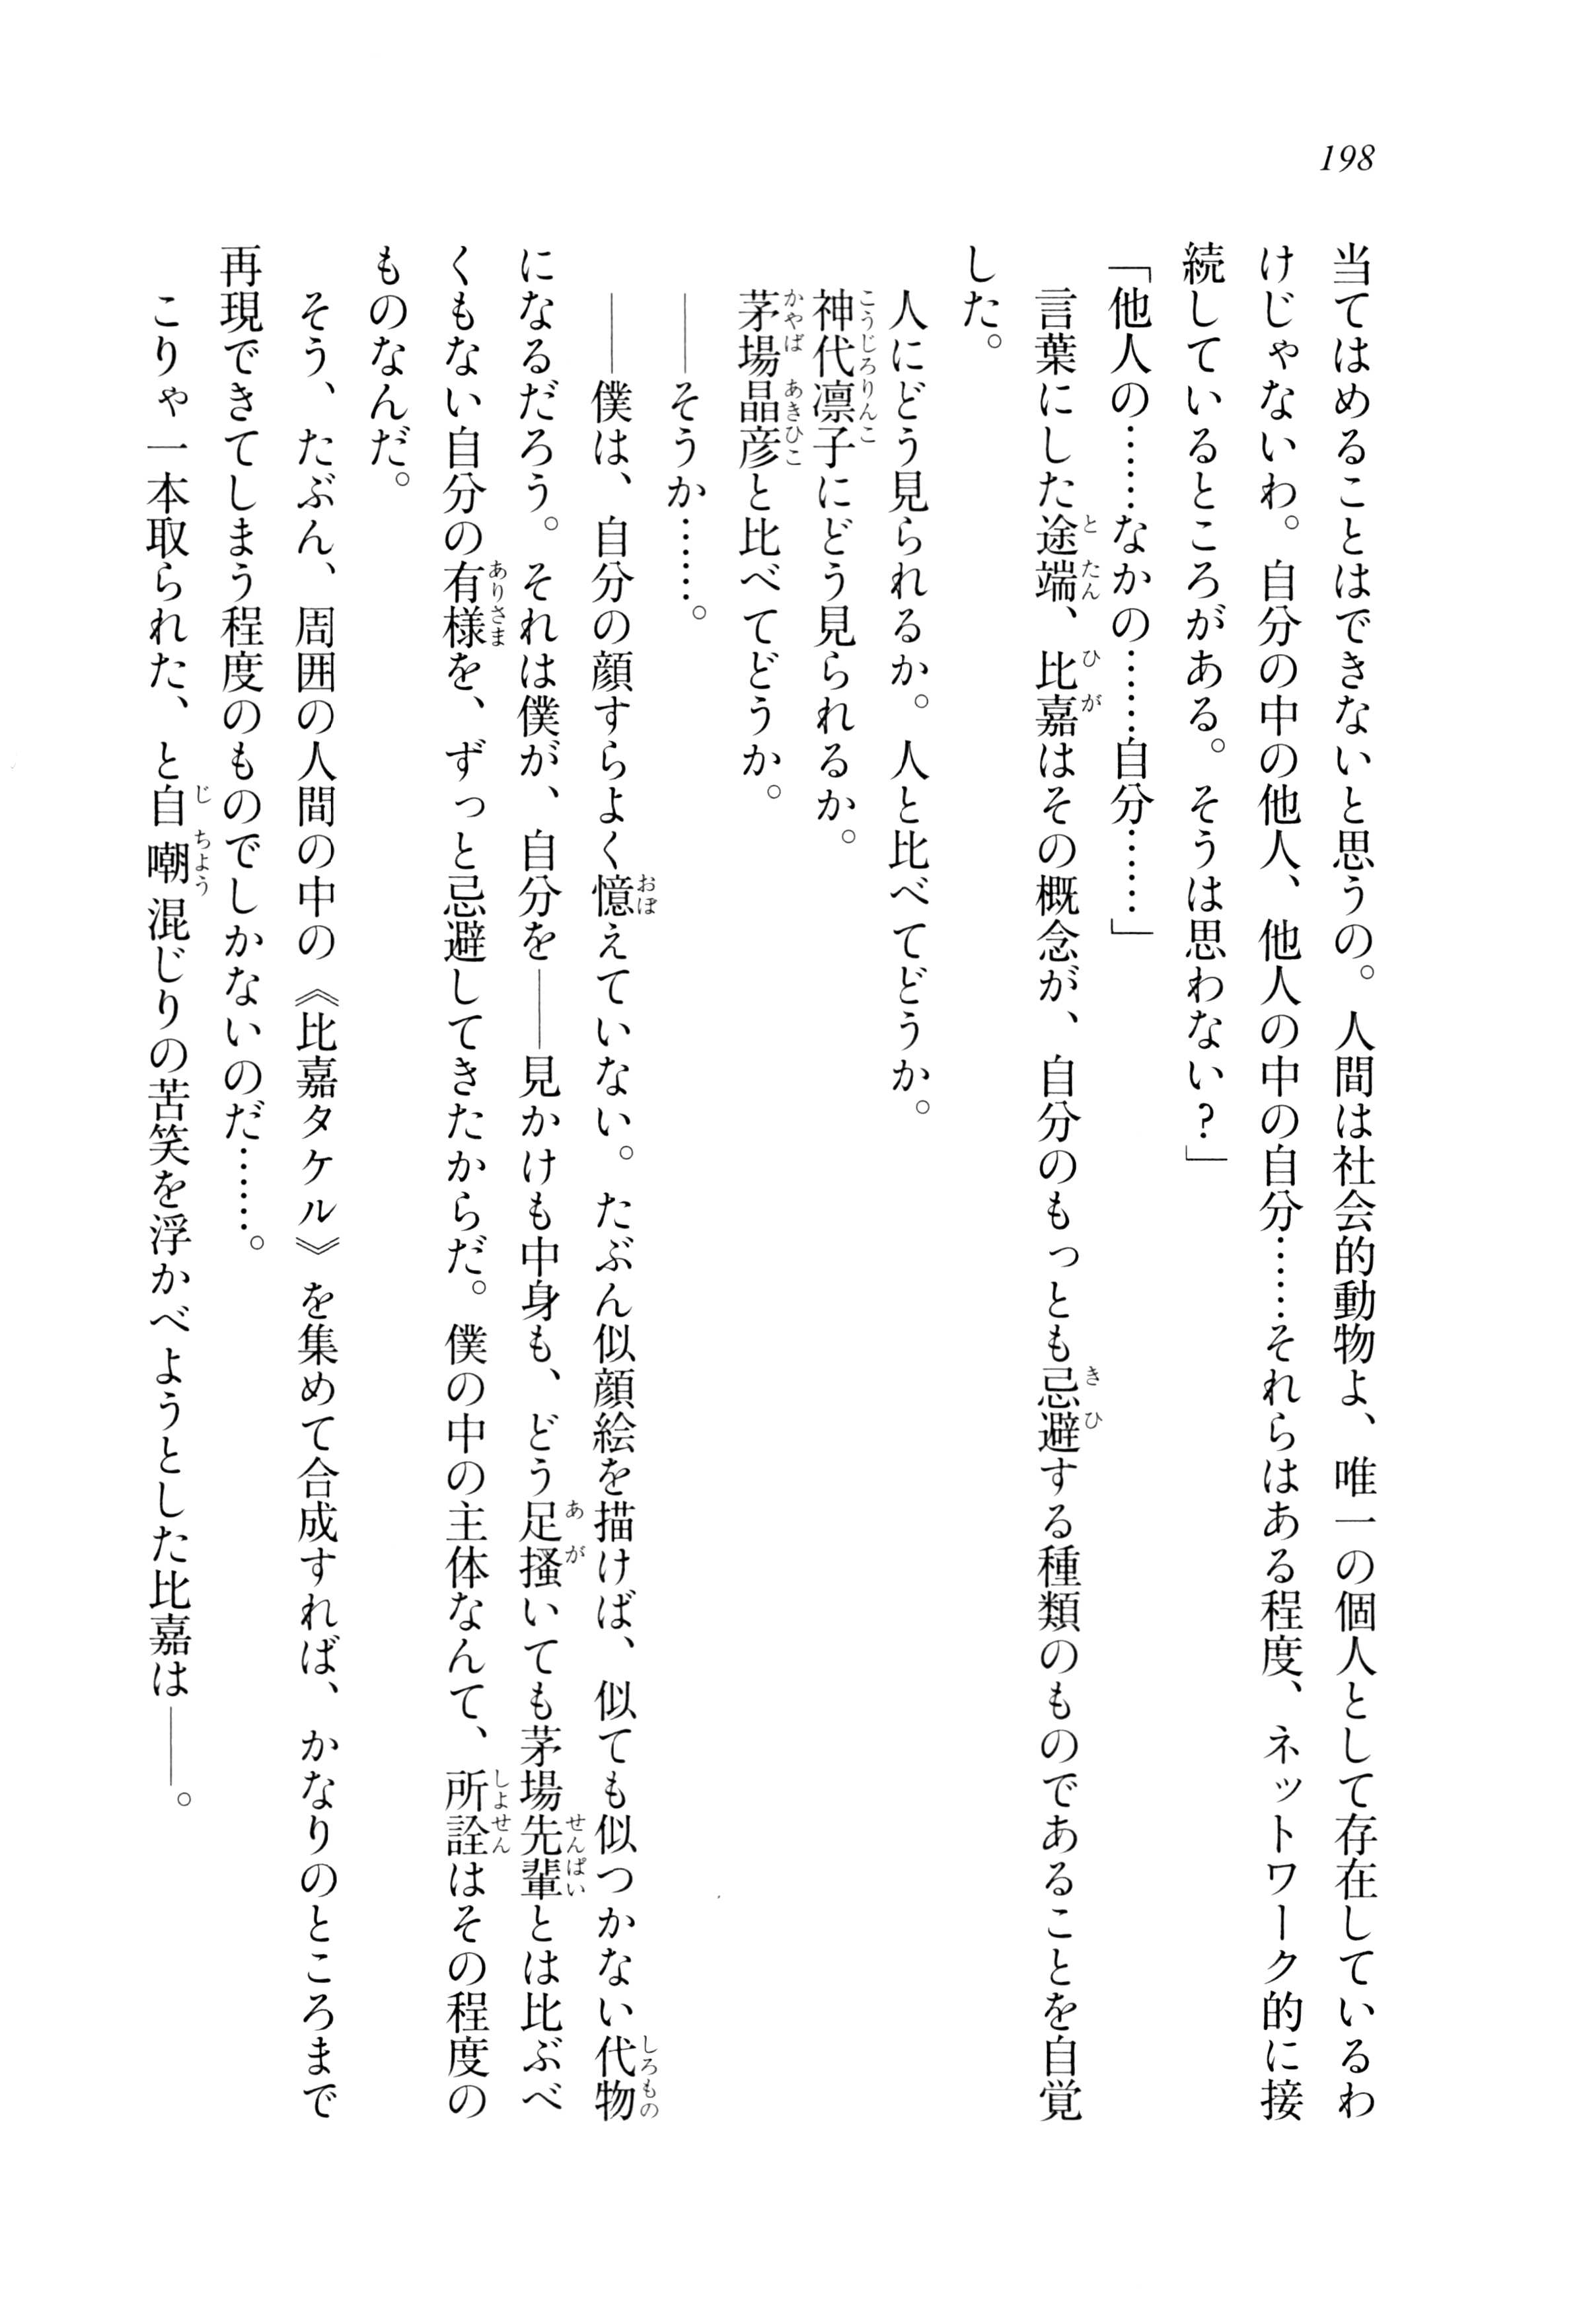 198
当てはめることはできないと思うの。人間は社会的動物よ、唯一の個人として存在しているわ
けじゃないわ。自分の中の他人、他人の中の自分……それらはある程度、ネットワーク的に接
続しているところがある。そうは思わない?」
「他人の……なかの……自分……」
言葉にした途端、比嘉はその概念が、自分のもっとも忌避する種類のものであることを自覚
した。
人にどう見られるか。人と比べてどうか。
神代凛子にどう見られるか。
茅場晶彦と比べてどうか。
――そうか……。
――僕は、自分の顔すらよく憶えていない。たぶん似顔絵を描けば、似ても似つかない代物
になるだろう。それは僕が、自分を――見かけも中身も、どう足掻いても茅場先輩とは比ぶべ
くもない自分の有様を、ずっと忌避してきたからだ。僕の中の主体なんて、所詮はその程度の
ものなんだ。
そう、たぶん、周囲の人間の中の《比嘉タケル》を集めて合成すれば、かなりのところまで
再現できてしまう程度のものでしかないのだ……。
こりゃ一本取られた、と自嘲混じりの苦笑を浮かべようとした比嘉は――。